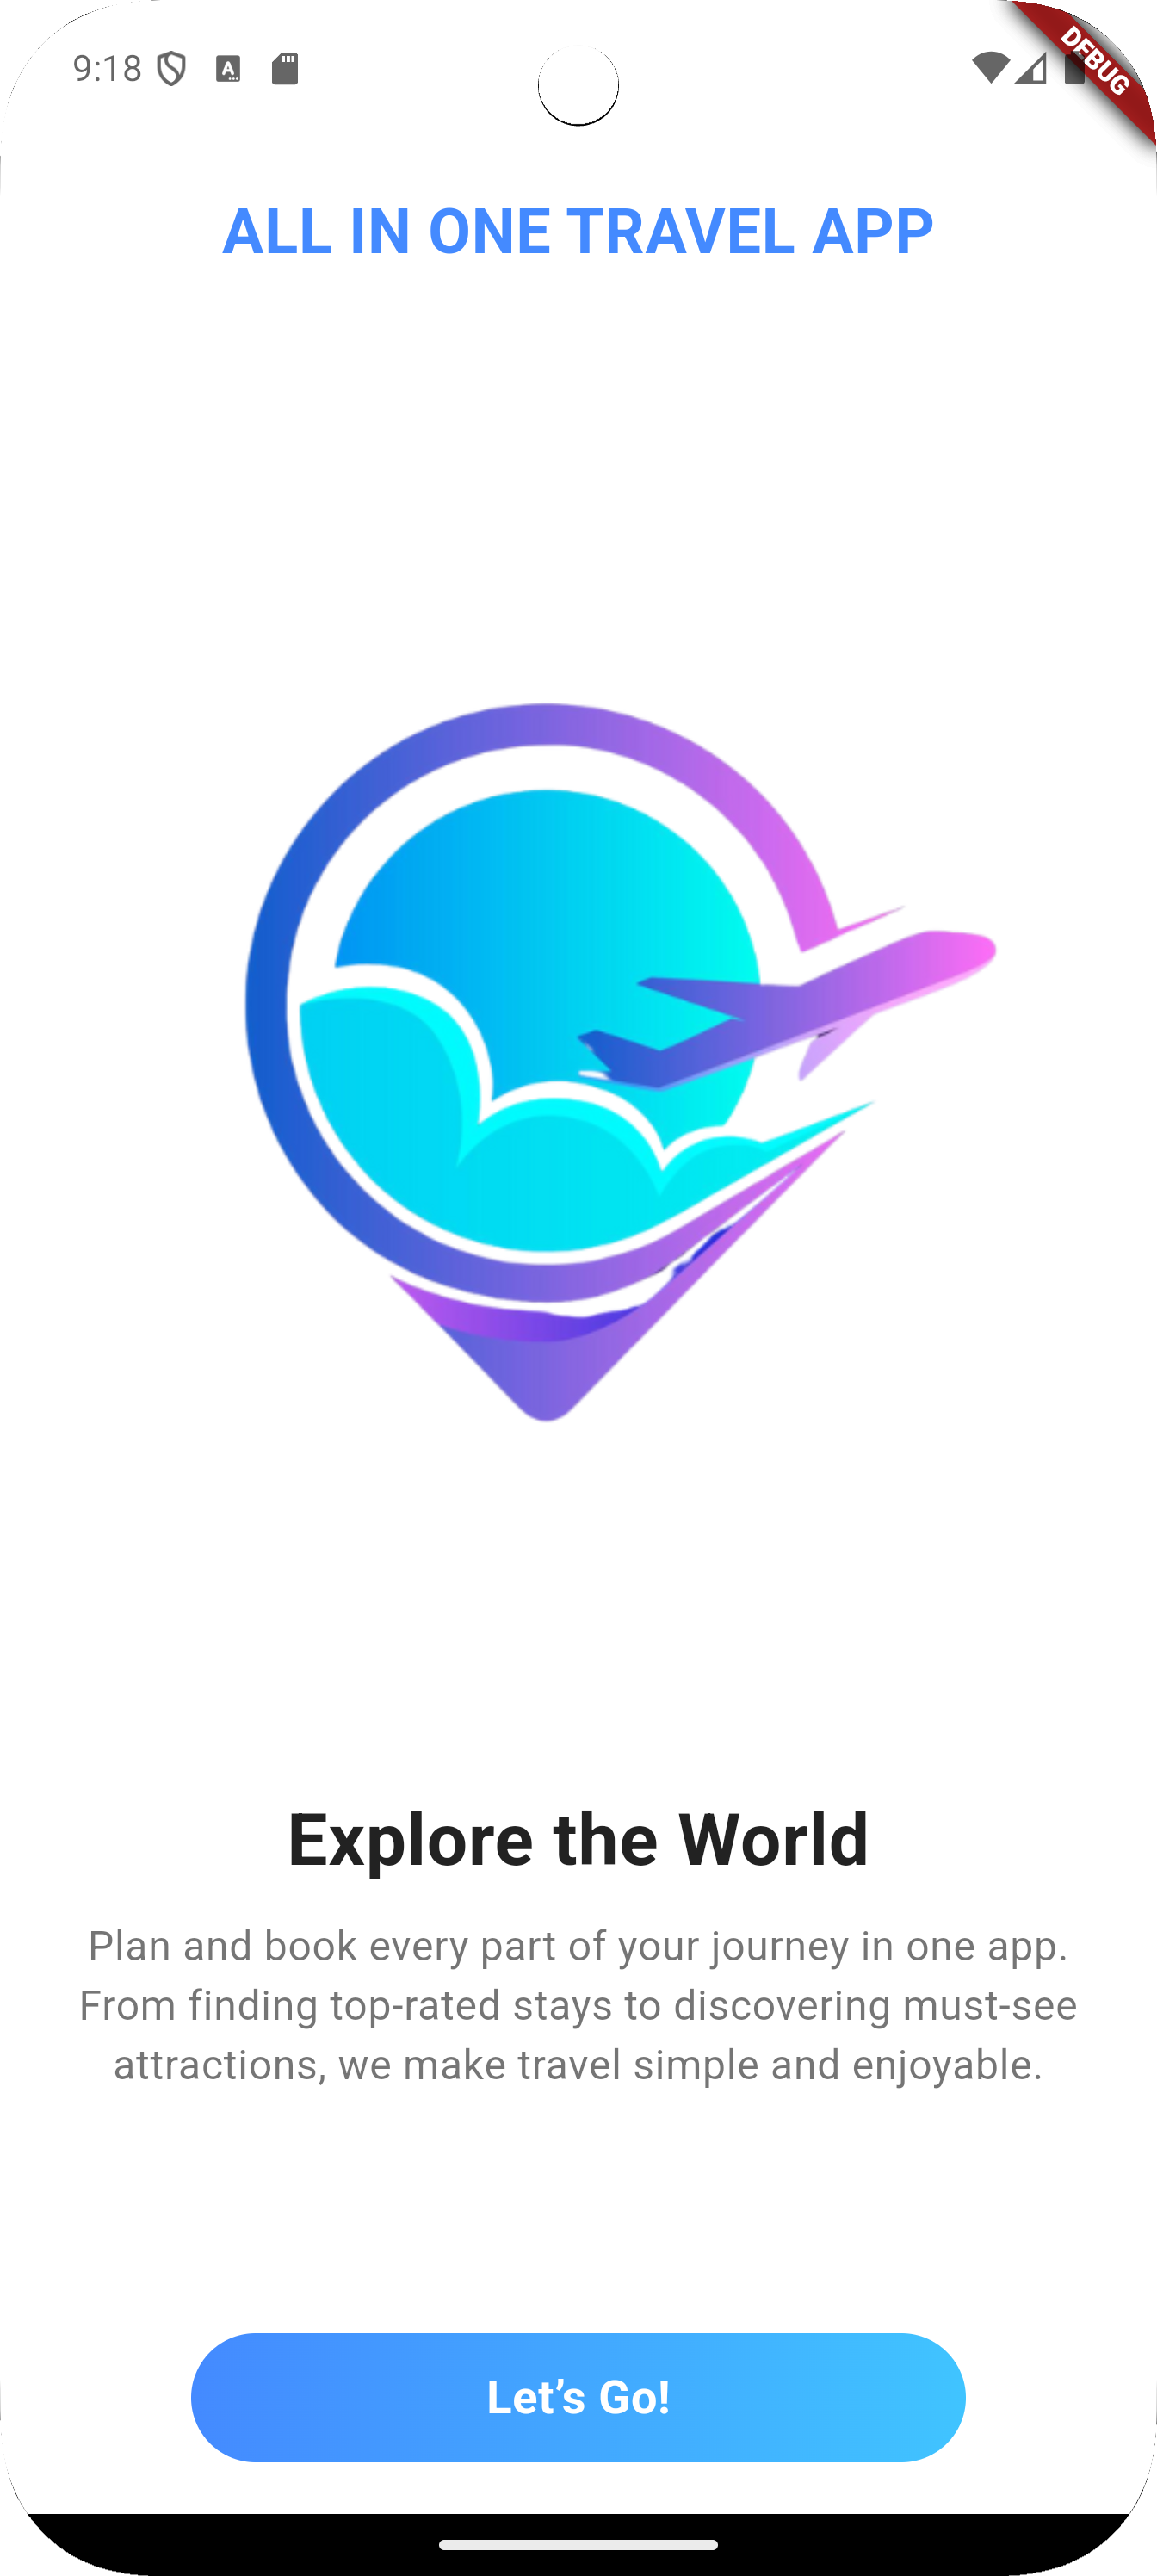 9:18
DEBUG
ALL IN ONE TRAVEL APP
Explore the World
Plan and book every part of your journey in one app.
From finding top-rated stays to discovering must-see
attractions, we make travel simple and enjoyable.
Let’s Go!